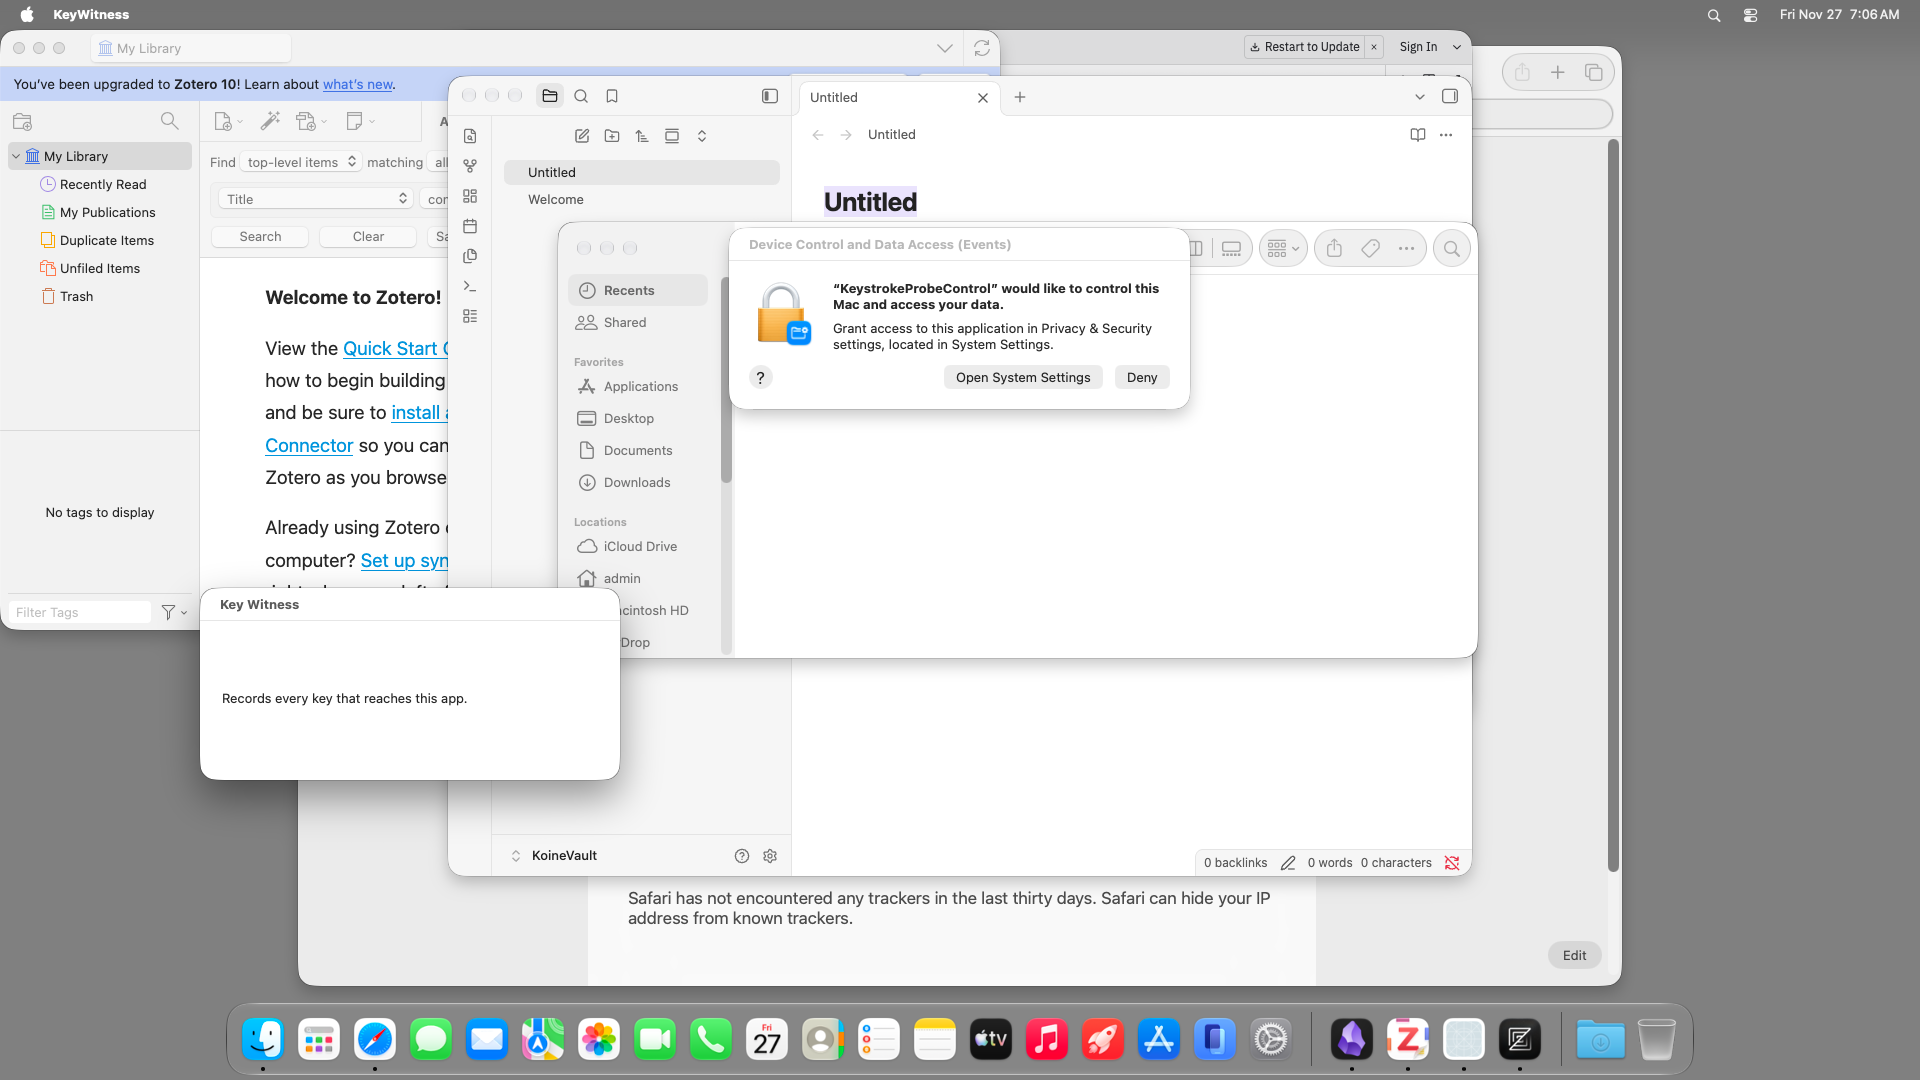 KeyWitness
Fri Nov 27 7:06 AM
My Library
Restart to Update
Sign In
You've been upgraded to Zotero 10! Learn about what's new.
Untitled
Untitled
My Library
Find top-level items matching all
Recently Read
My Publications
Title
Duplicate Items
Search
Clear
Unfiled Items
Trash
Untitled
Welcome
Untitled
Welcome to Zotero!
View the Quick Start
how to begin building
and be sure to install
Connector so you can
Zotero as you browse
Already using Zotero
computer? Set up
No tags to display
Filter Tags
Recents
Shared
Favorites
Applications
Desktop
Documents
Downloads
Locations
iCloud Drive
admin
Device Control and Data Access (Events)
“KeystrokeProbeControl” would like to control this
Mac and access your data.
Grant access to this application in Privacy & Security
settings, located in System Settings.
?
Open System Settings
Deny
Key Witness
Records every key that reaches this app.
KoineVault
0 backlinks
0 words
0 characters
Safari has not encountered any trackers in the last thirty days. Safari can hide your IP
address from known trackers.
Edit
Fri
27
tv